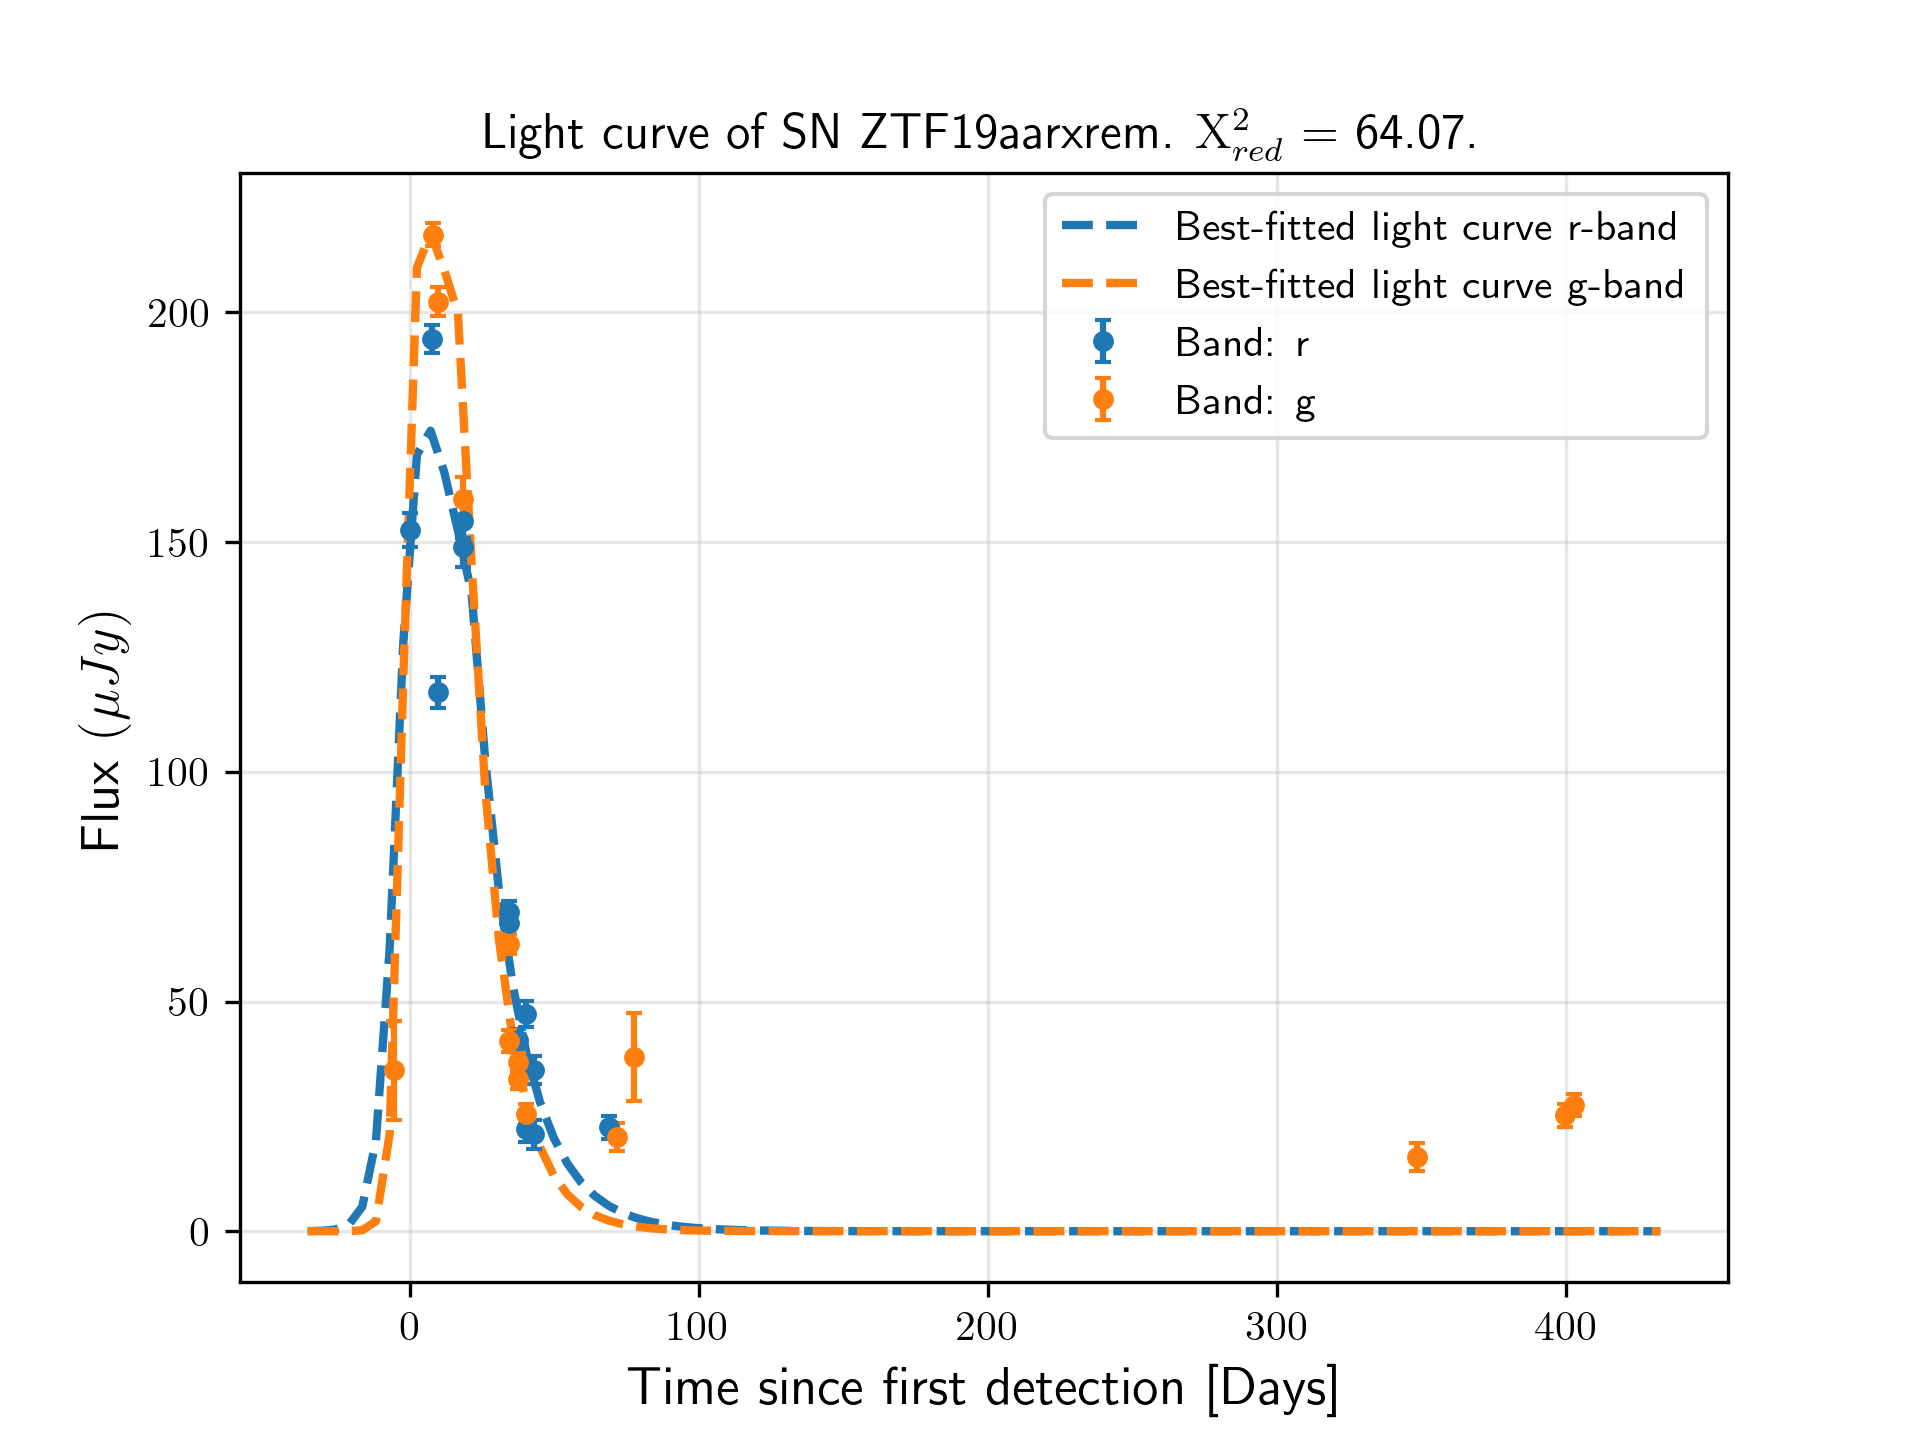 Light curve of SN ZTF19aarxrem. X²_red = 64.07.
Best-fitted light curve r-band
Best-fitted light curve g-band
Band: r
Band: g
Flux (μJy)
200
150
100
50
0
0 100 200 300 400
Time since first detection [Days]